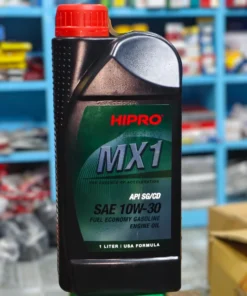 HIPRO
MX1
API SG/CD
SAE 10W-30
FUEL ECONOMY GASOLINE
ENGINE OIL
1 LITER / USA FORMULA